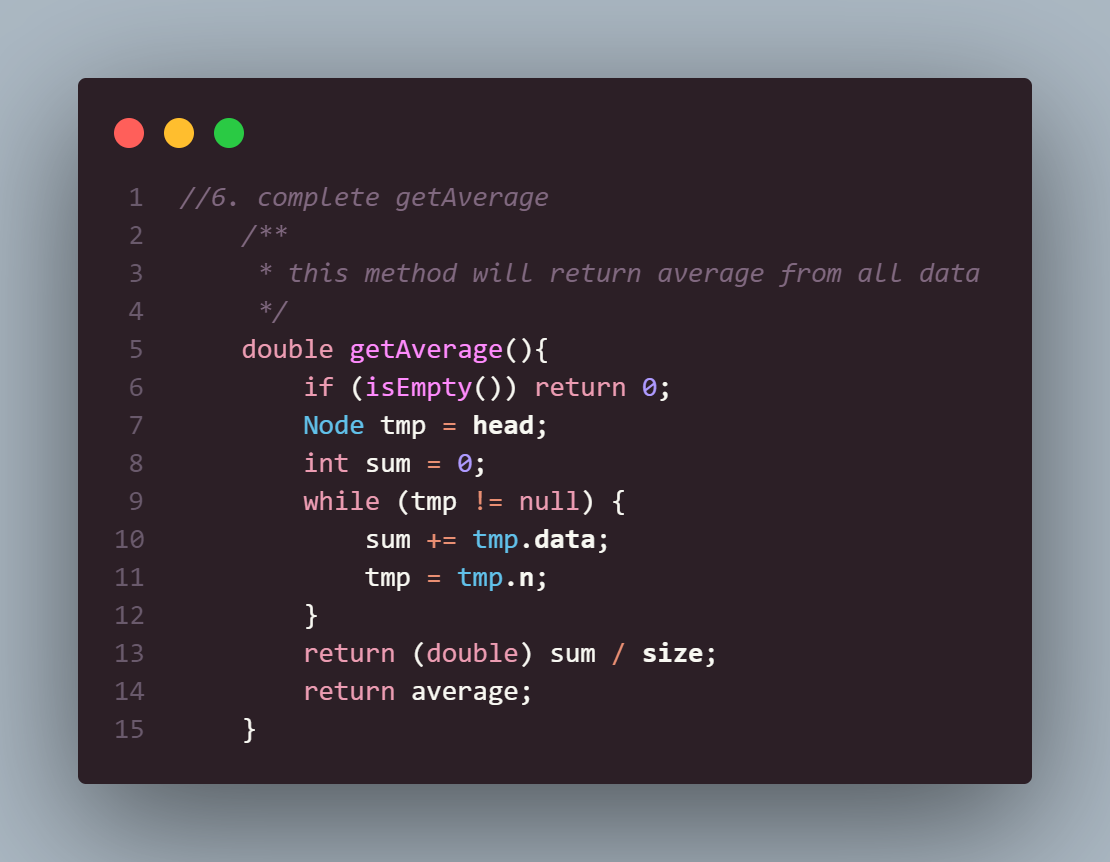 1 //6. complete getAverage
2 /**
3 * this method will return average from all data
4 */
5 double getAverage(){
6 if (isEmpty()) return 0;
7 Node tmp = head;
8 int sum = 0;
9 while (tmp != null) {
10 sum += tmp.data;
11 tmp = tmp.n;
12 }
13 return (double) sum / size;
14 return average;
15 }